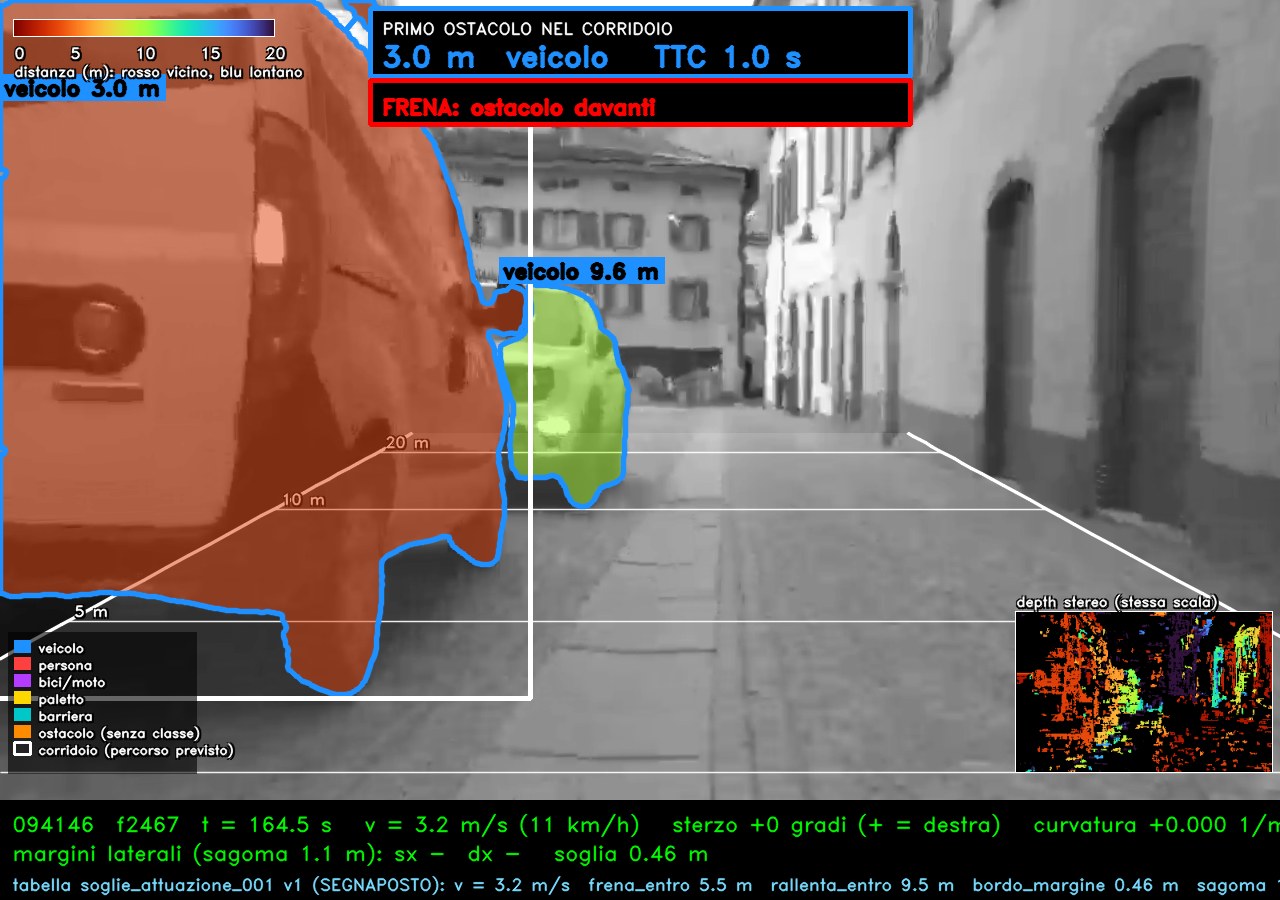 PRIMO OSTACOLO NEL CORRIDOIO
3.0 m veicolo TTC 1.0 s
FRENA: ostacolo davanti
0 5 10 15 20
distanza (m): rosso vicino, blu lontano
veicolo 3.0 m
veicolo 9.6 m
20 m
10 m
5 m
depth stereo (stessa scala)
veicolo
persona
bici/moto
paletto
barriera
ostacolo (senza classe)
corridoio (percorso previsto)
094146 f2467 t = 164.5 s v = 3.2 m/s (11 km/h) sterzo +0 gradi (+ = destra) curvatura +0.000 1/m
margini laterali (sagoma 1.1 m): sx - dx - soglia 0.46 m
tabella soglie_attuazione_001 v1 (SEGNAPOSTO): v = 3.2 m/s frena_entro 5.5 m rallenta_entro 9.5 m bordo_margine 0.46 m sagoma